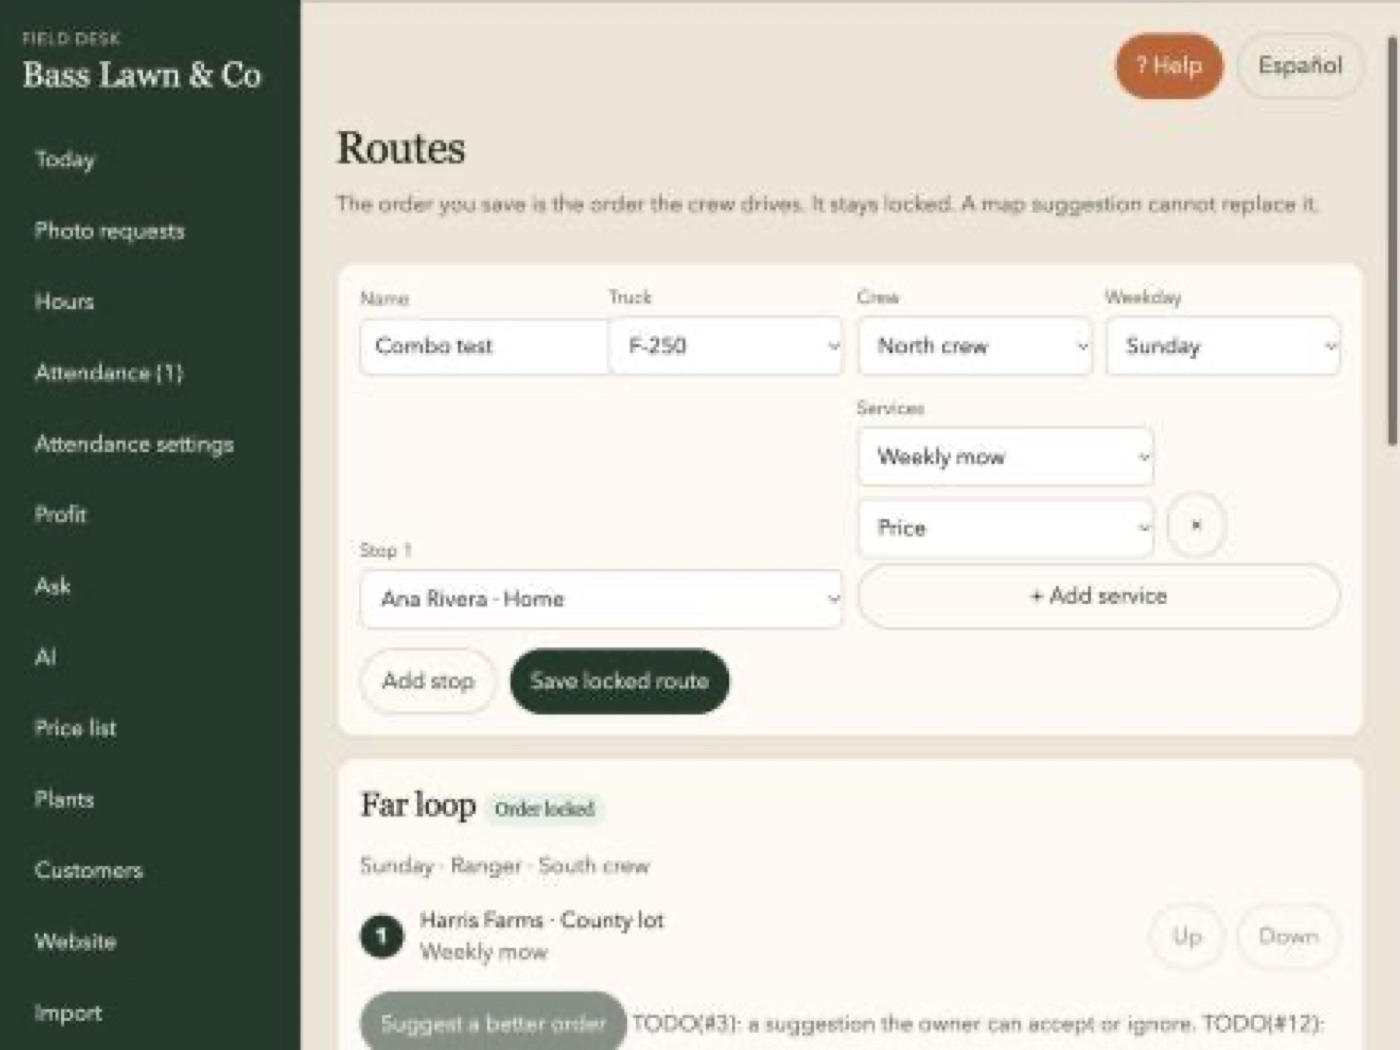 FIELD DESK
Bass Lawn & Co
Today
Photo requests
Hours
Attendance (1)
Attendance settings
Profit
Ask
AI
Price list
Plants
Customers
Website
Import
? Help
Español
Routes
The order you save is the order the crew drives. It stays locked. A map suggestion cannot replace it.
Name
Truck
Crew
Weekday
Combo test
F-250
North crew
Sunday
Services
Weekly mow
Price
×
Stop 1
Ana Rivera · Home
+ Add service
Add stop
Save locked route
Far loop
Order locked
Sunday · Ranger · South crew
1
Harris Farms · County lot
Weekly mow
Up
Down
Suggest a better order
TODO(#3): a suggestion the owner can accept or ignore. TODO(#12):